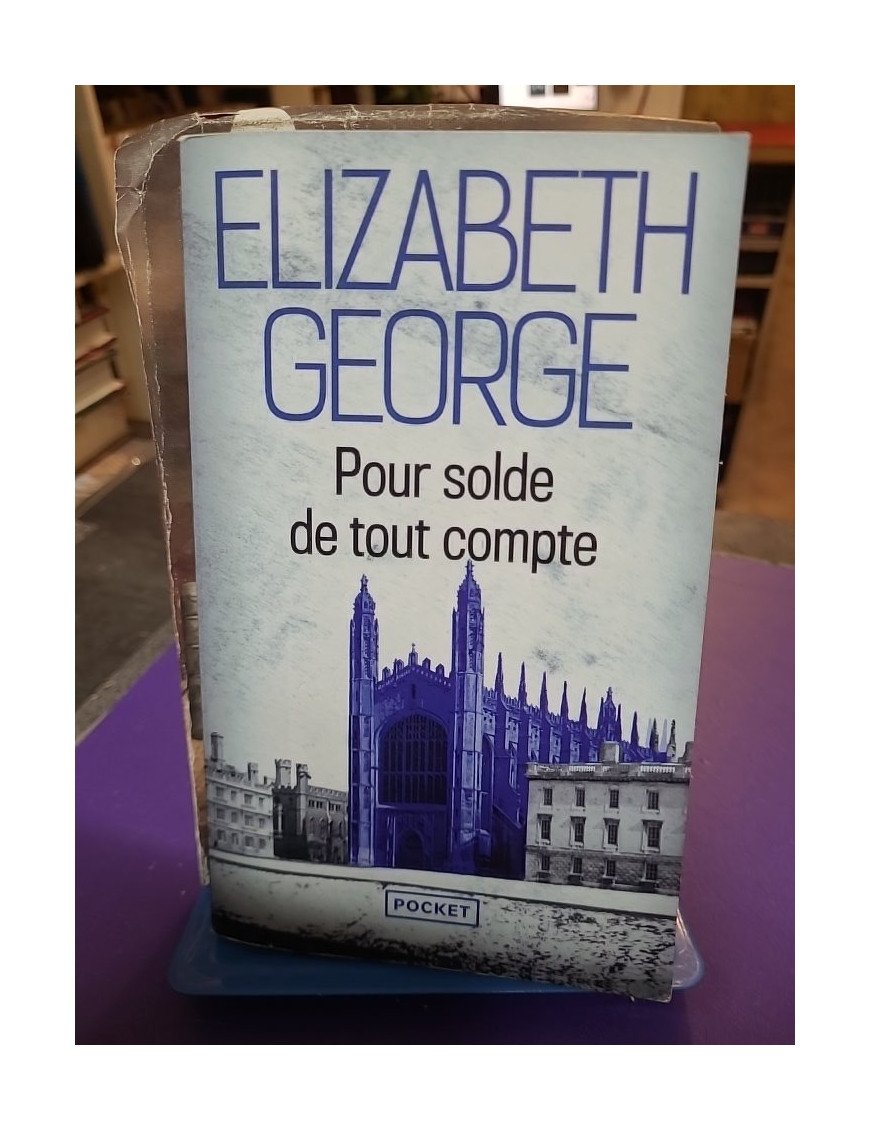 ELIZABETH
GEORGE
Pour solde
de tout compte
POCKET